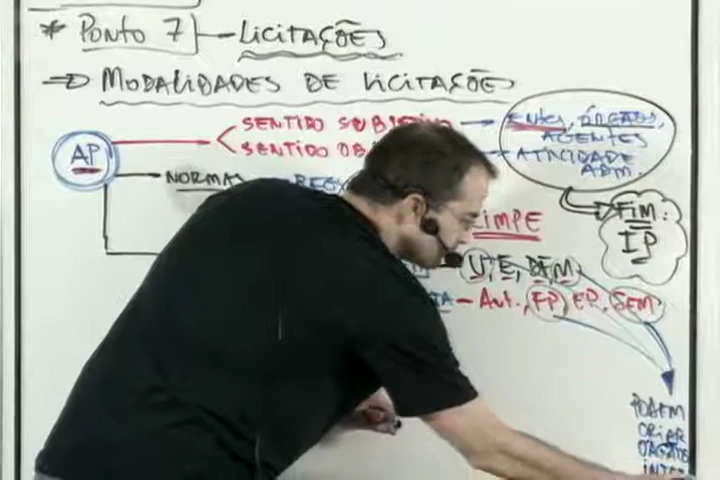 * PONTO 7 — LICITAÇÕES
⇒ MODALIDADES DE LICITAÇÕES
SENTIDO SUBJETIVO → ENTES, ÓRGÃOS,
AGENTES
SENTIDO → ATIVIDADE
ADM.
AP
→ NORMAS
FIM:
IP
LIMPE
U, E, DF, M
— AUT., FP, EP, SEM
PODEM
CRIAR
ÓRGÃOS